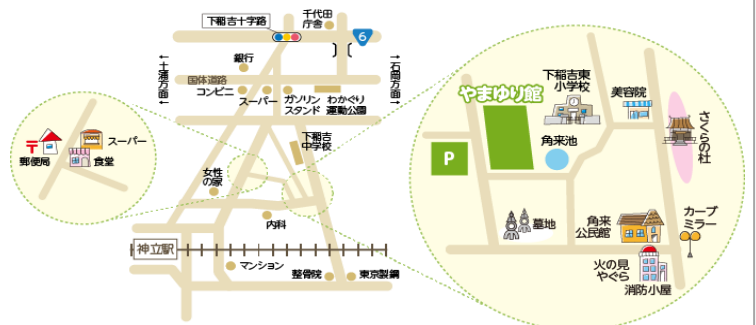 下稲吉十字路
千代田
庁舎
6
銀行
国体道路
コンビニ
スーパー
ガソリン
スタンド
わかぐり
運動公園
←土浦方面
石岡方面→
下稲吉
中学校
女性
の家
内科
神立駅
マンション
整骨院
東京製鋼
スーパー
郵便局
食堂
やまゆり館
下稲吉東
小学校
美容院
さくらの杜
P
角来池
墓地
角来
公民館
カーブ
ミラー
火の見
やぐら
消防小屋